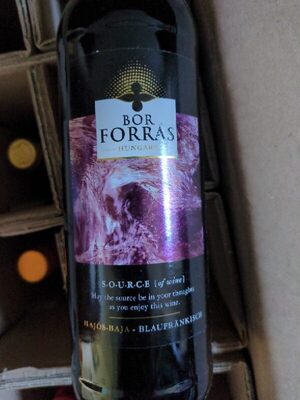 BOR
FORRÁS
HUNGARY
S·O·U·R·C·E [of wine]
May the source be in your thoughts
as you enjoy this wine.
HAJÓS-BAJA - BLAUFRÄNKISCH